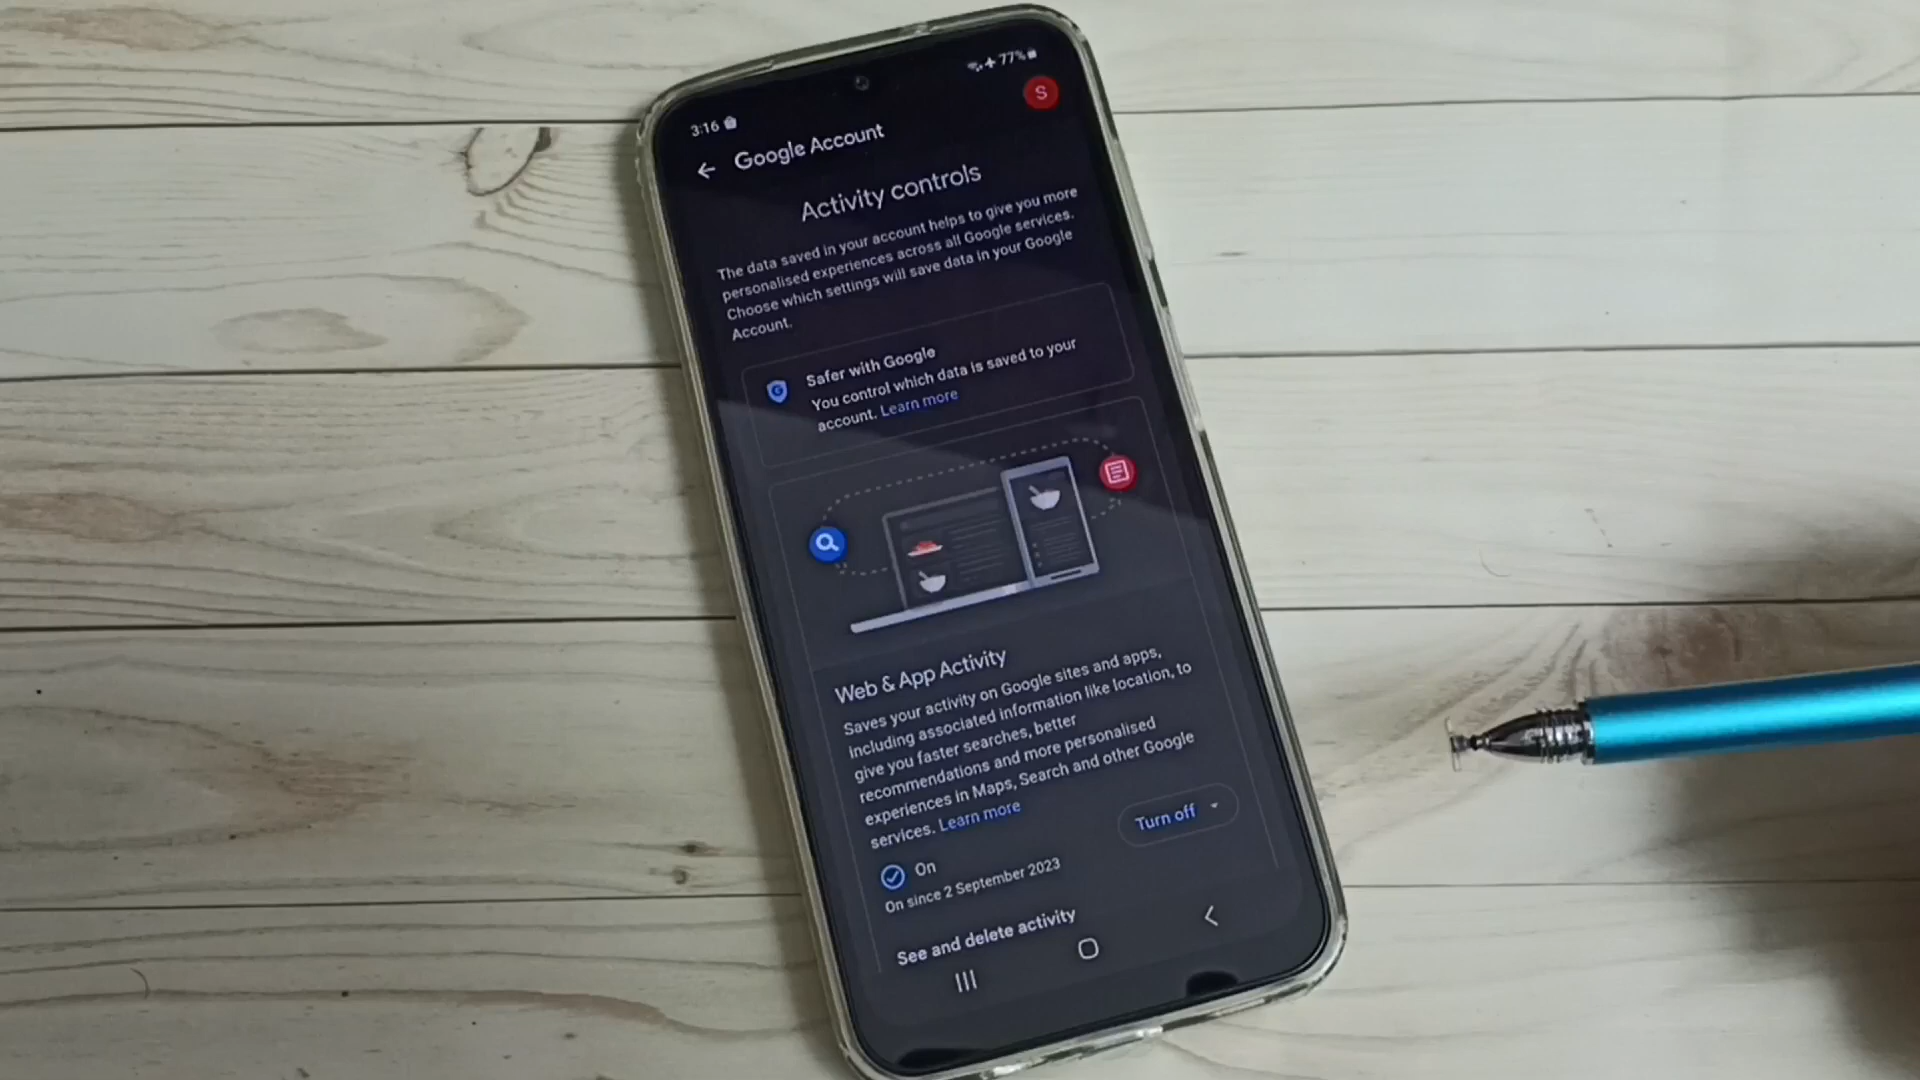 3:16
77%
S
Google Account
Activity controls
The data saved in your account helps to give you more
personalised experiences across all Google services.
Choose which settings will save data in your Google
Account.
Safer with Google
You control which data is saved to your
account. Learn more
Web & App Activity
Saves your activity on Google sites and apps,
including associated information like location, to
give you faster searches, better
recommendations and more personalised
experiences in Maps, Search and other Google
services. Learn more
Turn off
On
On since 2 September 2023
See and delete activity